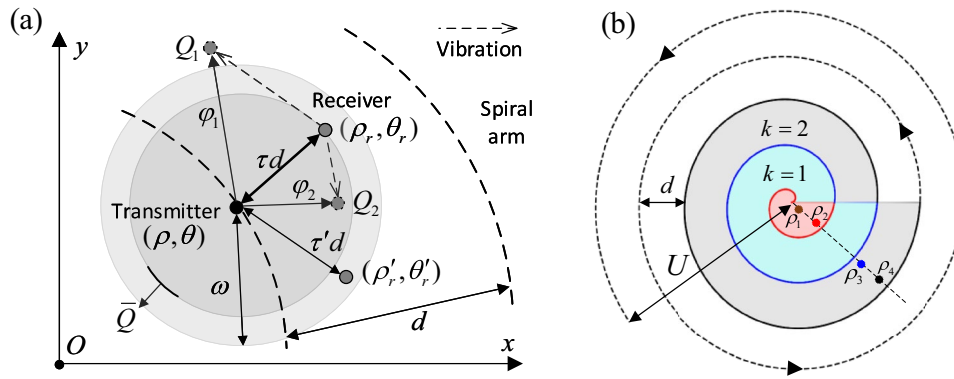 (a)
y
Q₁
Vibration
Receiver
(ρᵣ, θᵣ)
Spiral
arm
φ₁
τd
φ₂
Q₂
Transmitter
(ρ, θ)
τ′d
ω
(ρ′ᵣ, θ′ᵣ)
Q̅
d
O
x
(b)
k = 2
k = 1
d
ρ₁
ρ₂
ρ₃
ρ₄
U